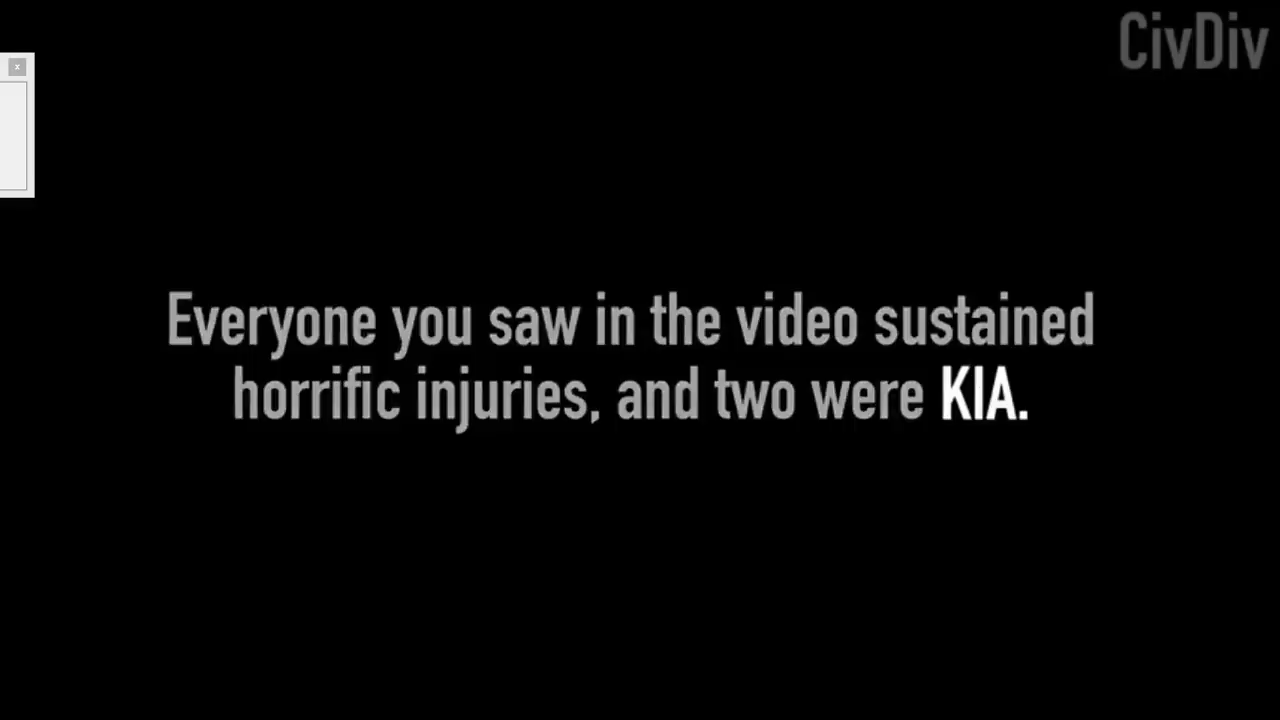 CivDiv
x
Everyone you saw in the video sustained
horrific injuries, and two were KIA.